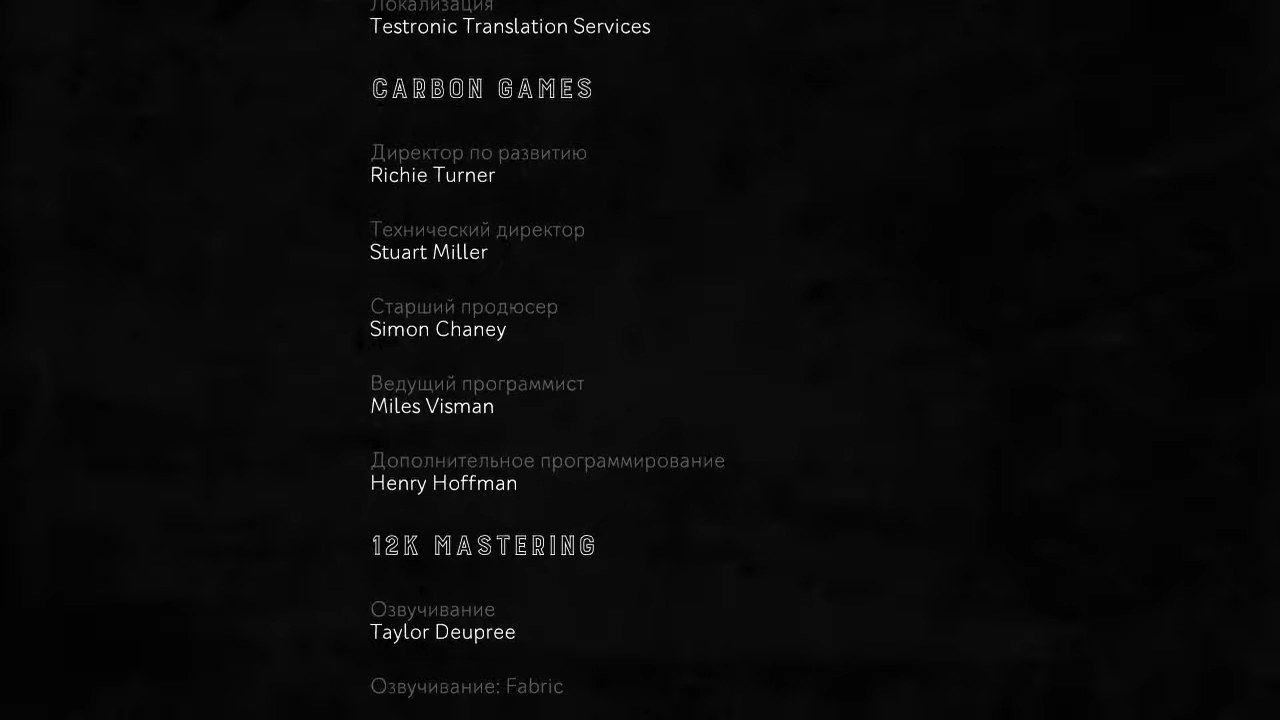 Локализация
Testronic Translation Services
CARBON GAMES
Директор по развитию
Richie Turner
Технический директор
Stuart Miller
Старший продюсер
Simon Chaney
Ведущий программист
Miles Visman
Дополнительное программирование
Henry Hoffman
12K MASTERING
Озвучивание
Taylor Deupree
Озвучивание: Fabric